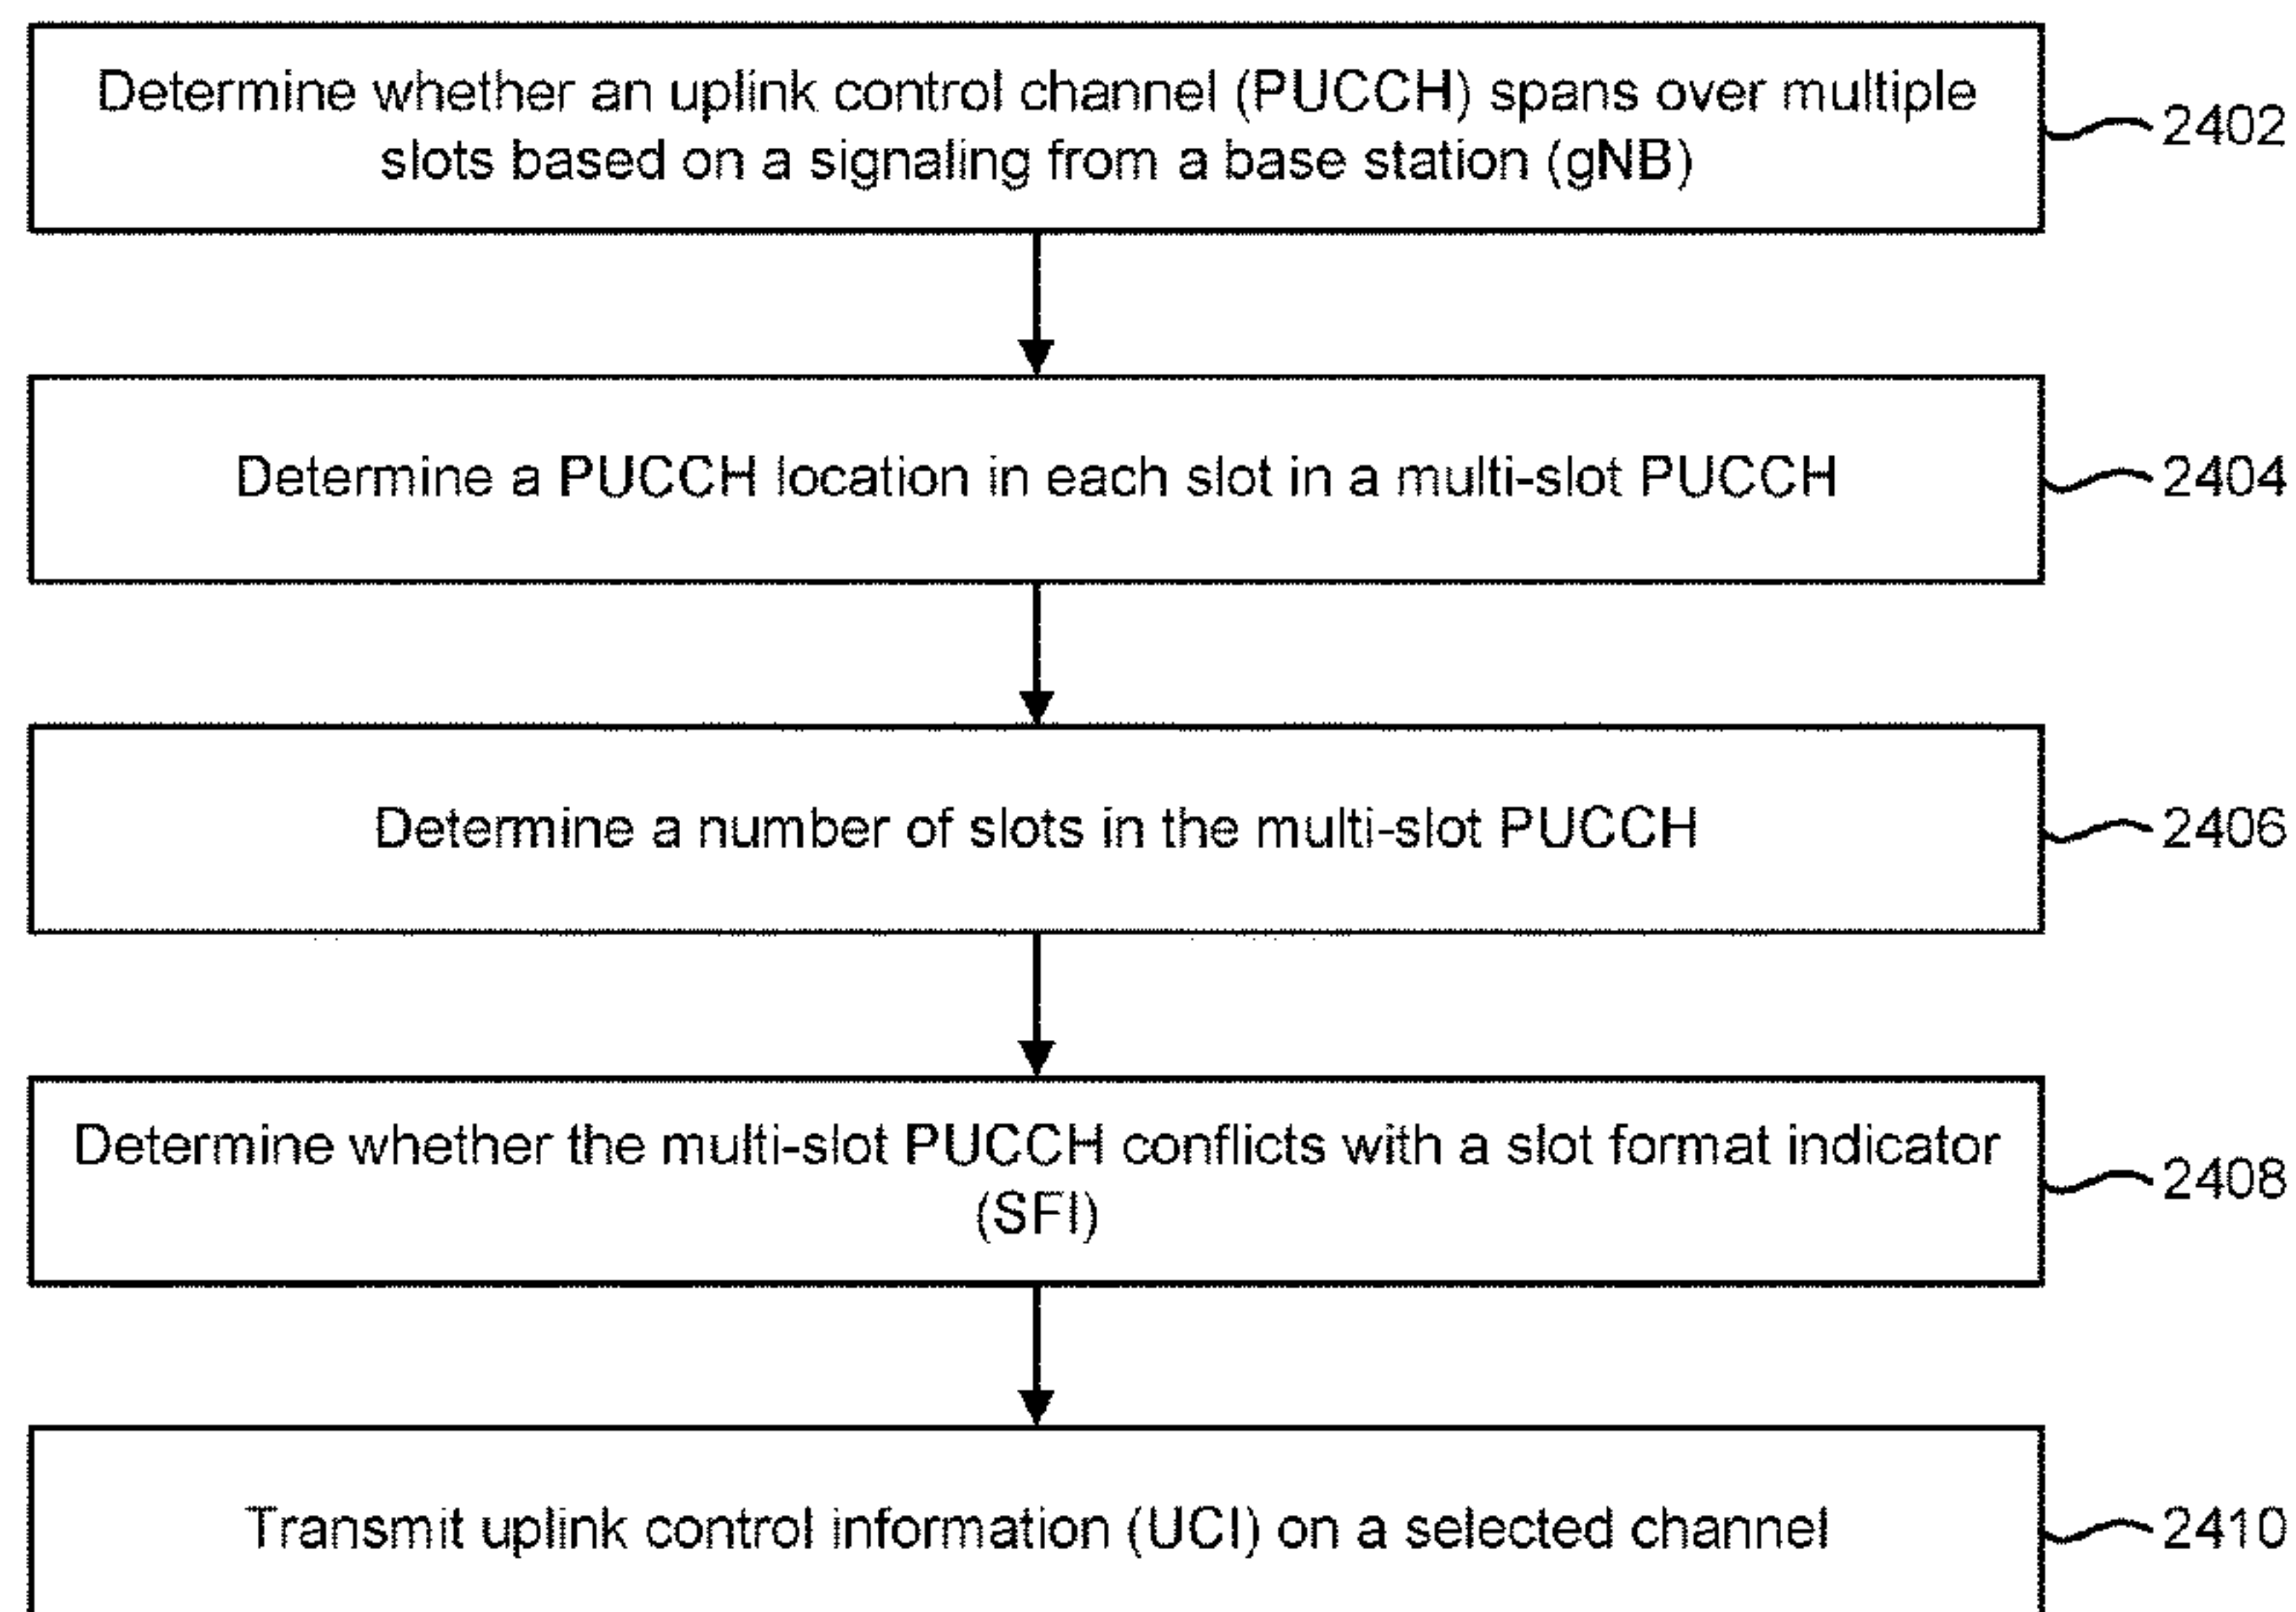 Determine whether an uplink control channel (PUCCH) spans over multiple
slots based on a signaling from a base station (gNB)
2402
Determine a PUCCH location in each slot in a multi-slot PUCCH
2404
Determine a number of slots in the multi-slot PUCCH
2406
Determine whether the multi-slot PUCCH conflicts with a slot format indicator
(SFI)
2408
Transmit uplink control information (UCI) on a selected channel
2410